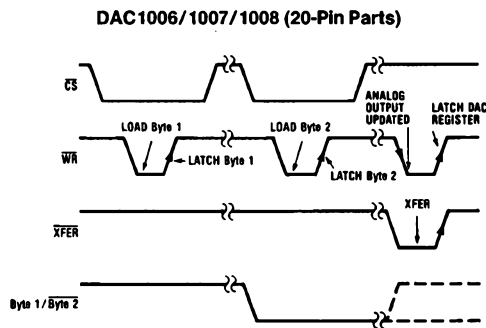 DAC1006/1007/1008 (20-Pin Parts)
CS
ANALOG
OUTPUT
UPDATED
LATCH DAC
REGISTER
LOAD Byte 1
LOAD Byte 2
WR
LATCH Byte 1
LATCH Byte 2
XFER
XFER
Byte 1/Byte 2